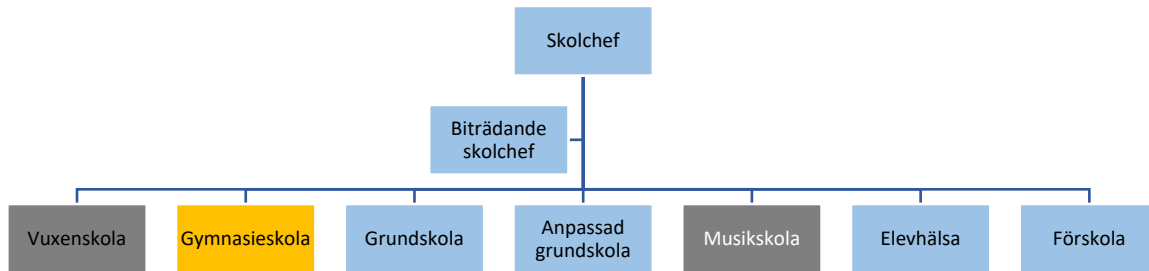 Skolchef
Biträdande
skolchef
Vuxenskola
Gymnasieskola
Grundskola
Anpassad
grundskola
Musikskola
Elevhälsa
Förskola